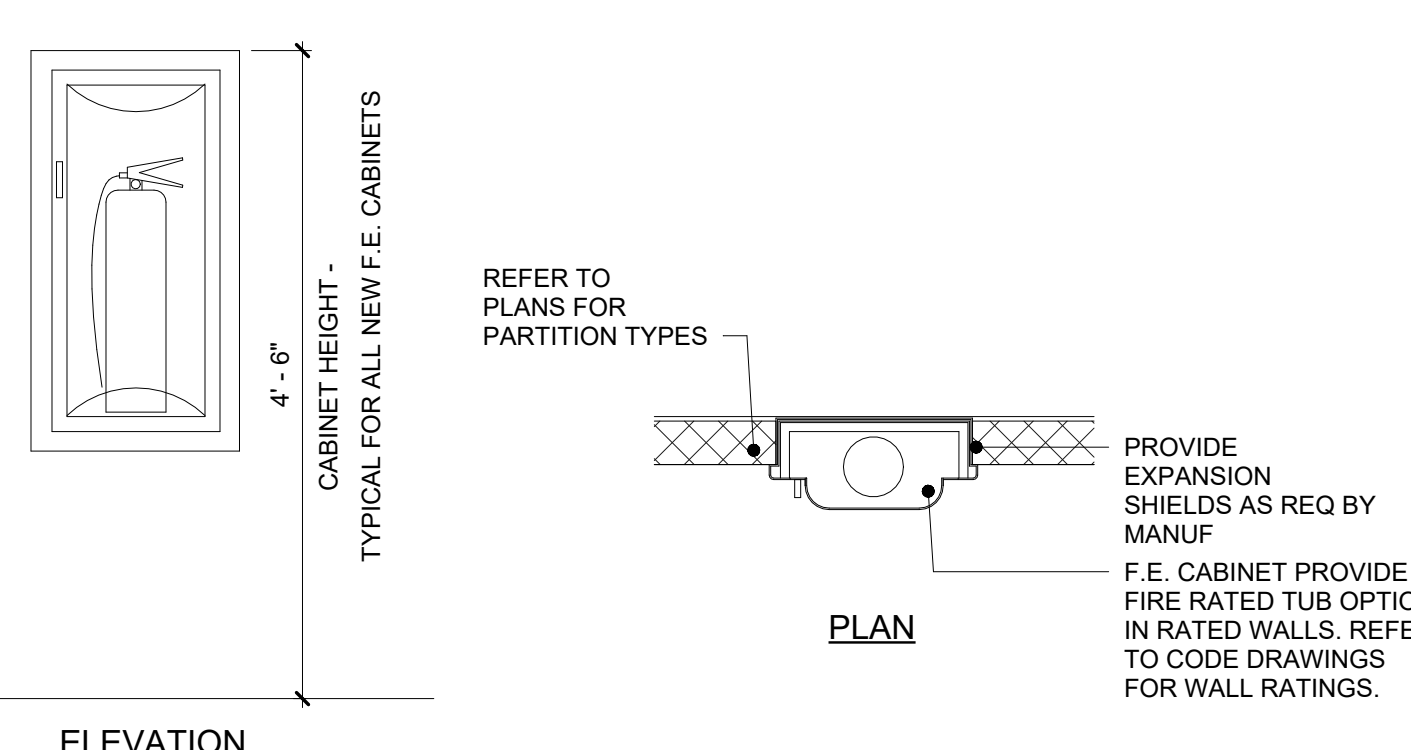 4' - 6"
CABINET HEIGHT -
TYPICAL FOR ALL NEW F.E. CABINETS
ELEVATION
REFER TO
PLANS FOR
PARTITION TYPES
PLAN
PROVIDE
EXPANSION
SHIELDS AS REQ BY
MANUF
F.E. CABINET PROVIDE
FIRE RATED TUB
IN RATED WALLS.
TO CODE DRAWINGS
FOR WALL RATINGS.